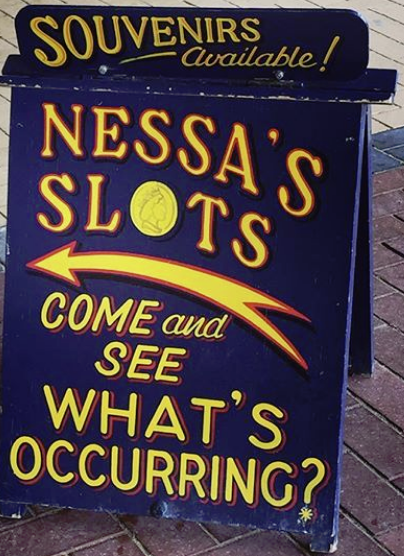 SOUVENIRS
Available!
NESSA'S
SLOTS
COME and
SEE
WHAT'S
OCCURRING?